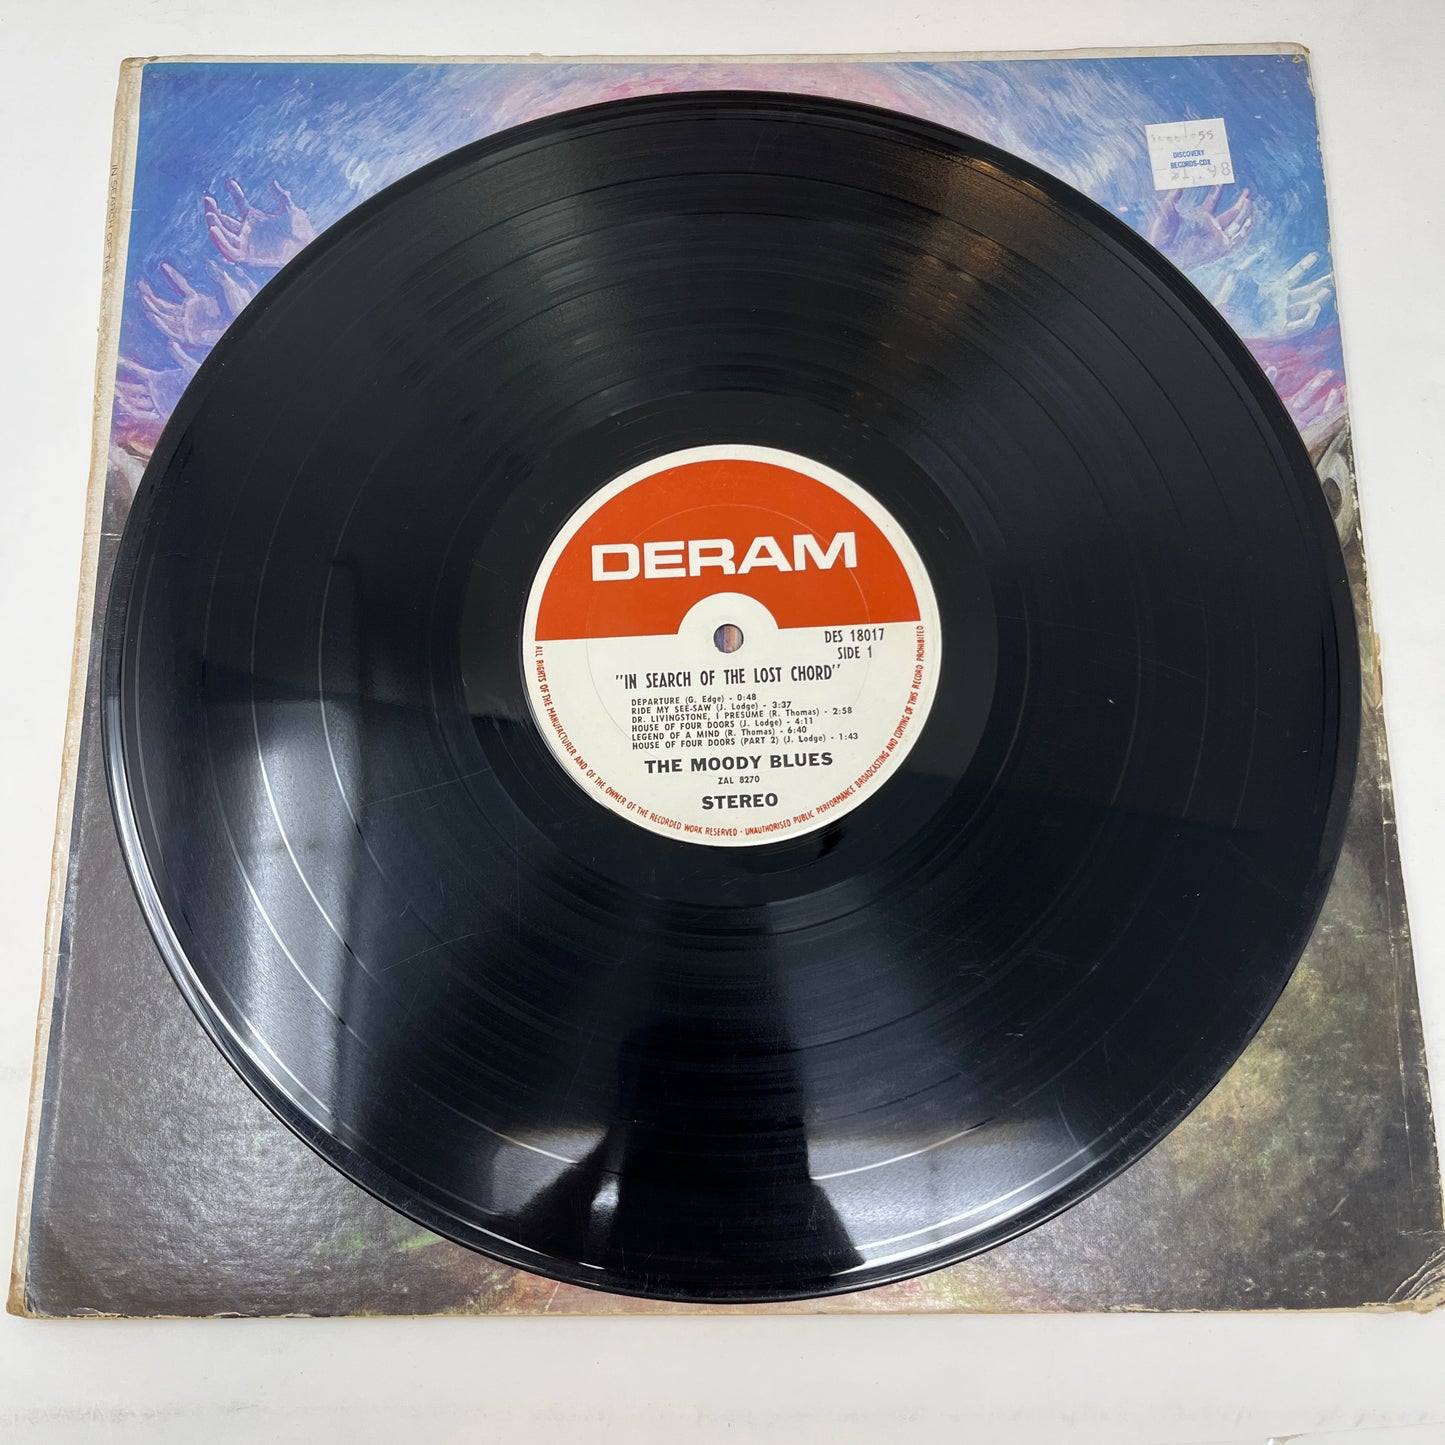 IN SEARCH OF THE
55
DISCOVERY
RECORDS-CDX
$1.98
DERAM
DES 18017
SIDE 1
"IN SEARCH OF THE LOST CHORD"
DEPARTURE (G. Edge) - 0:48
RIDE MY SEE-SAW (J. Lodge) - 3:37
DR. LIVINGSTONE, I PRESUME (R. Thomas) - 2:58
HOUSE OF FOUR DOORS (J. Lodge) - 4:11
LEGEND OF A MIND (R. Thomas) - 6:40
HOUSE OF FOUR DOORS (PART 2) (J. Lodge) - 1:43
THE MOODY BLUES
ZAL 8270
STEREO
ALL RIGHTS OF THE MANUFACTURER AND OF THE OWNER OF THE RECORDED WORK RESERVED · UNAUTHORISED PUBLIC PERFORMANCE BROADCASTING AND COPYING OF THIS RECORD PROHIBITED